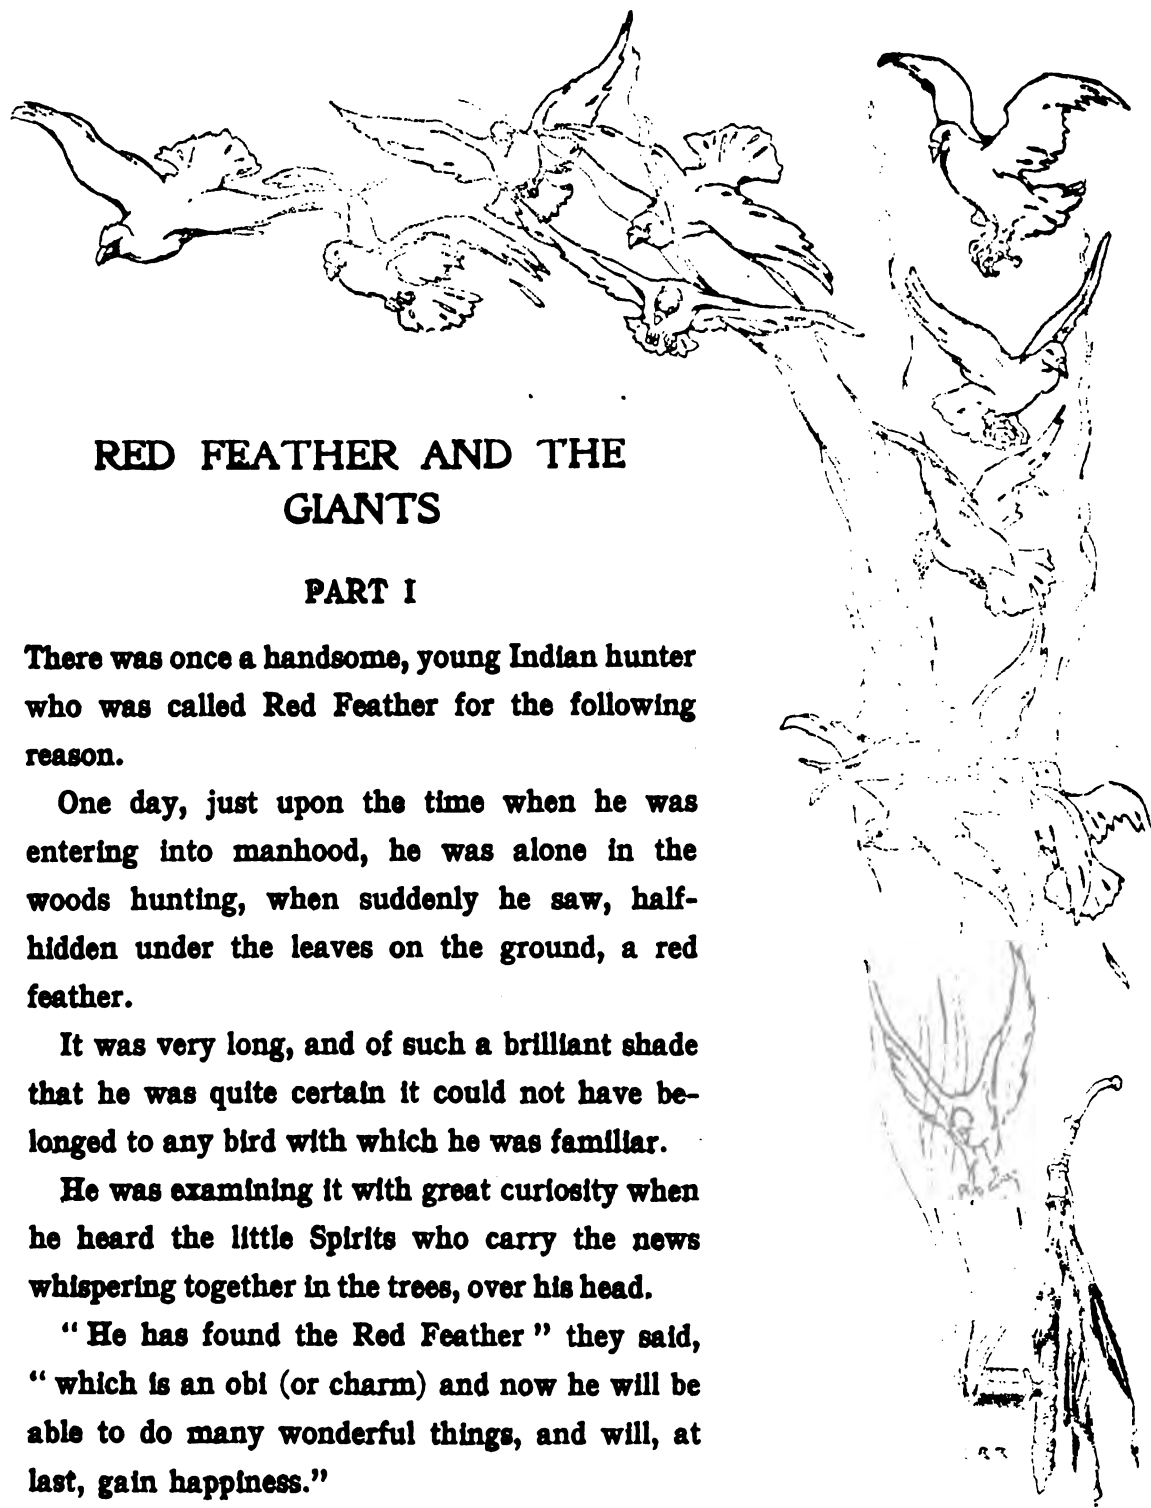 RED FEATHER AND THE
GIANTS
PART I
There was once a handsome, young Indian hunter
who was called Red Feather for the following
reason.
One day, just upon the time when he was
entering into manhood, he was alone in the
woods hunting, when suddenly he saw, half-
hidden under the leaves on the ground, a red
feather.
It was very long, and of such a brilliant shade
that he was quite certain it could not have be-
longed to any bird with which he was familiar.
He was examining it with great curiosity when
he heard the little Spirits who carry the news
whispering together in the trees, over his head.
“ He has found the Red Feather ” they said,
“ which is an obi (or charm) and now he will be
able to do many wonderful things, and will, at
last, gain happiness.”